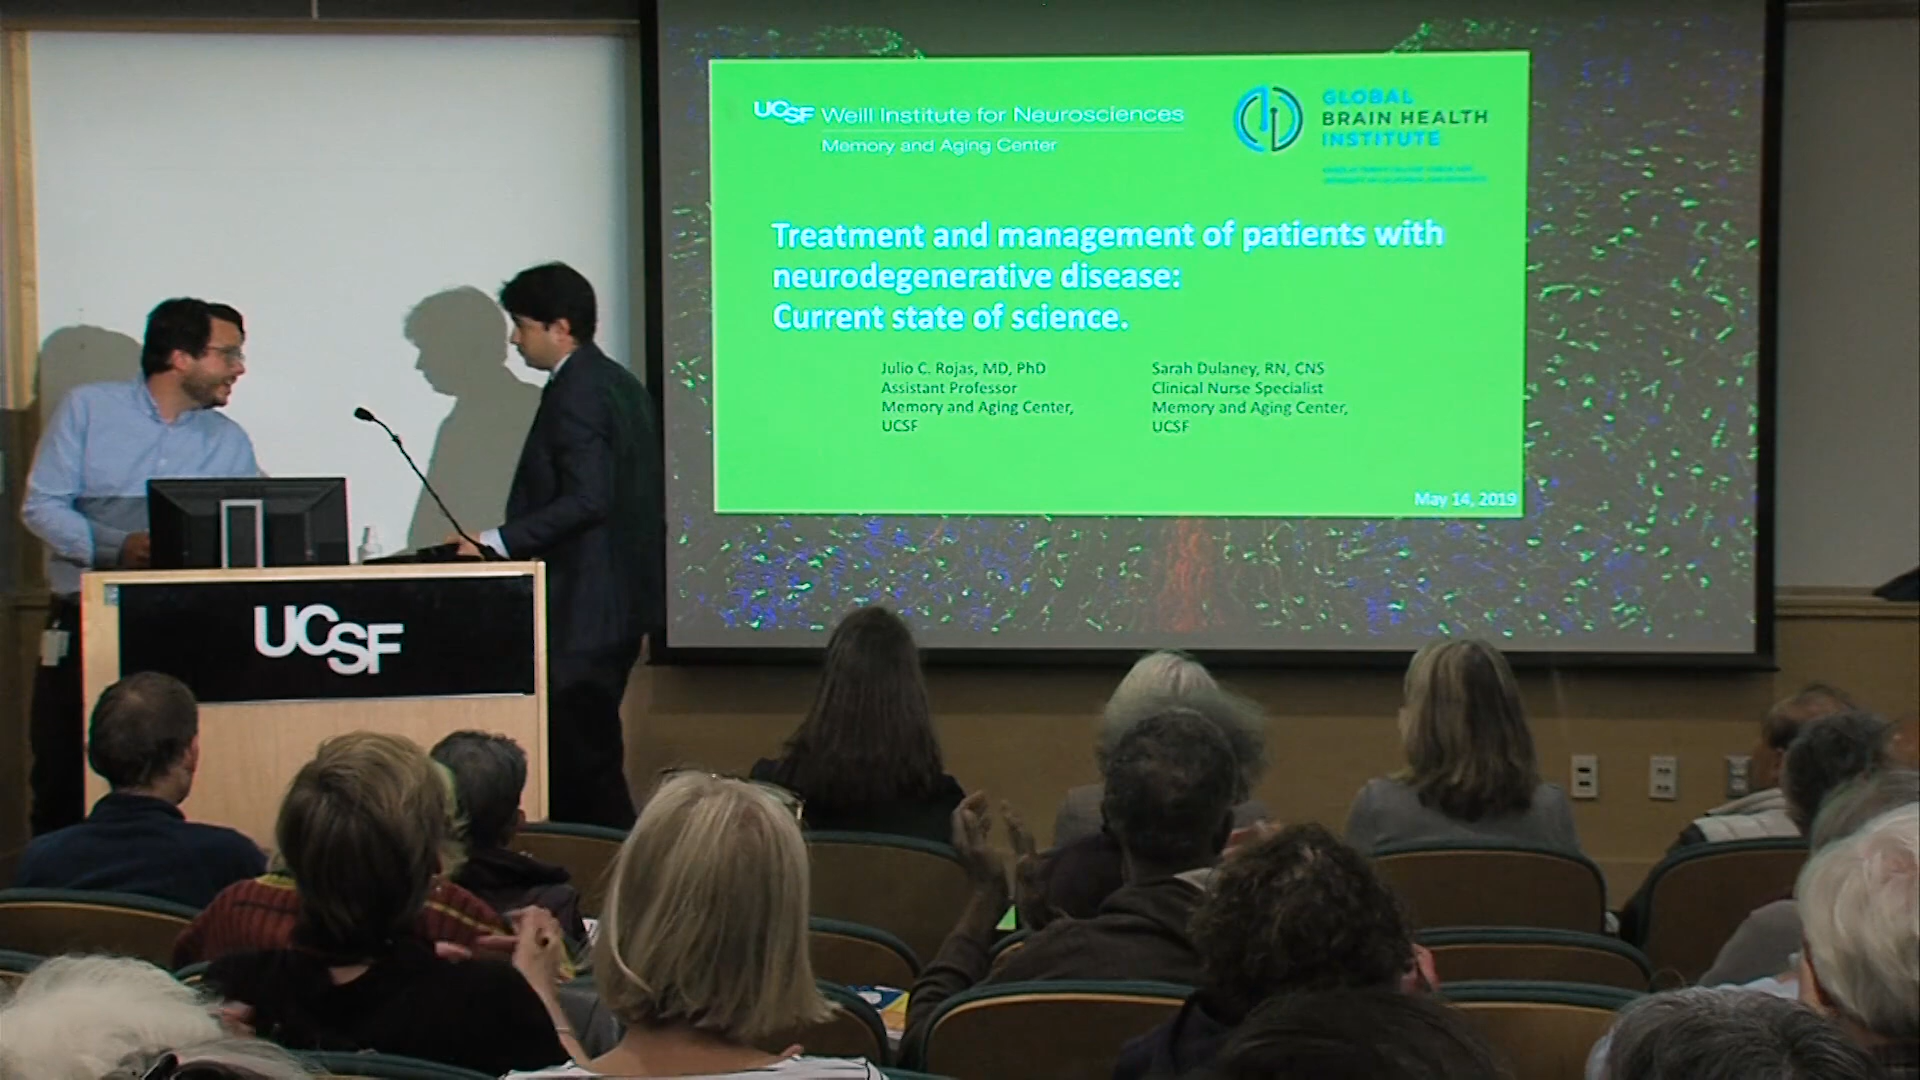 UCSF Weill Institute for Neurosciences
Memory and Aging Center
GLOBAL
BRAIN HEALTH
INSTITUTE
Treatment and management of patients with
neurodegenerative disease:
Current state of science.
Julio C. Rojas, MD, PhD
Assistant Professor
Memory and Aging Center,
UCSF
Sarah Dulaney, RN, CNS
Clinical Nurse Specialist
Memory and Aging Center,
UCSF
May 14, 2019
UCSF